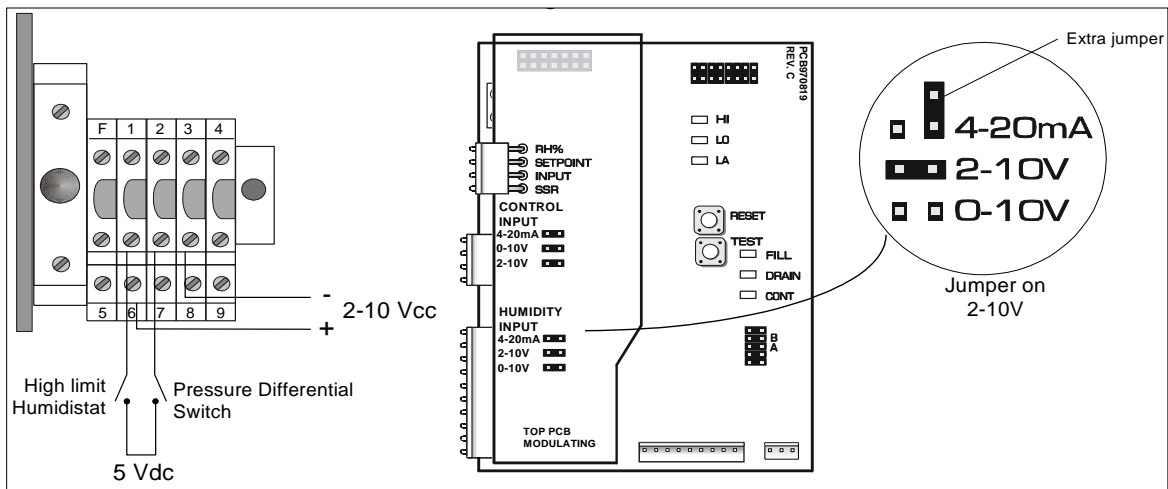 F 1 2 3 4
5 6 7 8 9
-
2-10 Vcc
+
High limit
Humidistat
Pressure Differential
Switch
5 Vdc
PCB970819
REV. C
HI
LO
LA
RH%
SETPOINT
INPUT
SSR
CONTROL
INPUT
4-20mA
0-10V
2-10V
RESET
TEST
FILL
DRAIN
CONT
HUMIDITY
INPUT
4-20mA
2-10V
0-10V
B
A
TOP PCB
MODULATING
Extra jumper
4-20mA
2-10V
0-10V
Jumper on
2-10V